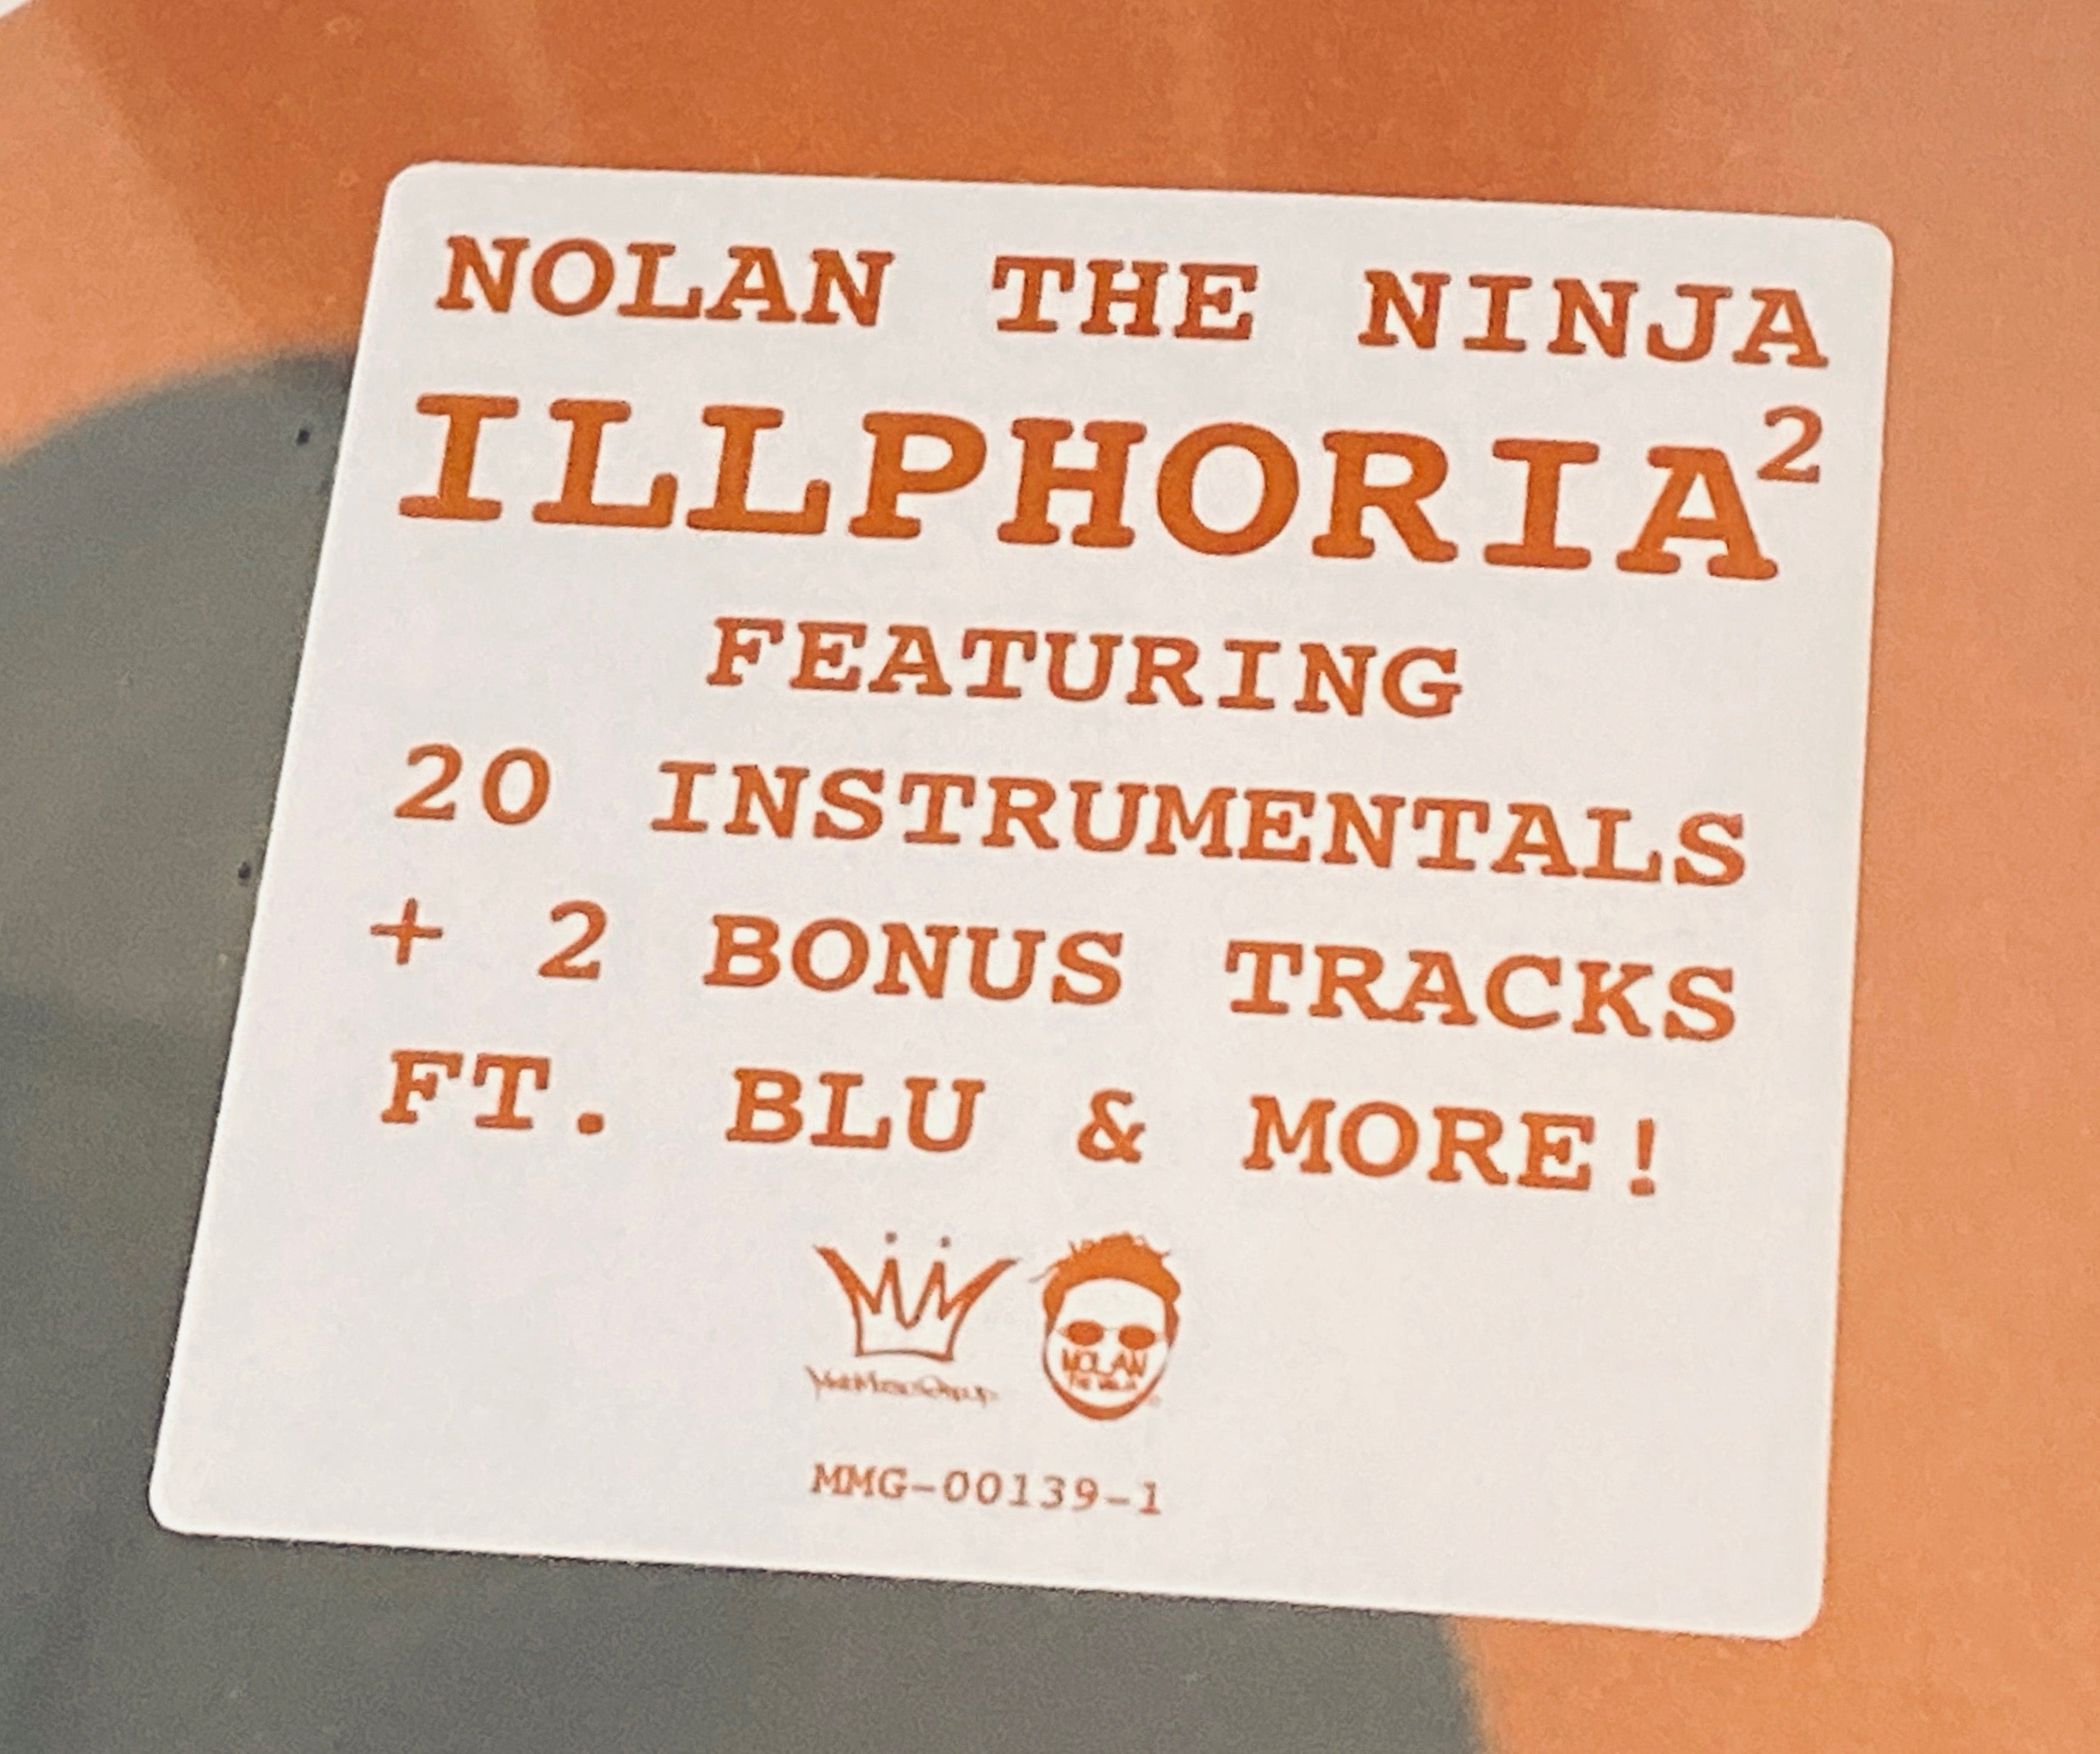 NOLAN THE NINJA
ILLPHORIA²
FEATURING
20 INSTRUMENTALS
+ 2 BONUS TRACKS
FT. BLU & MORE!
NOLAN
MMG-00139-1